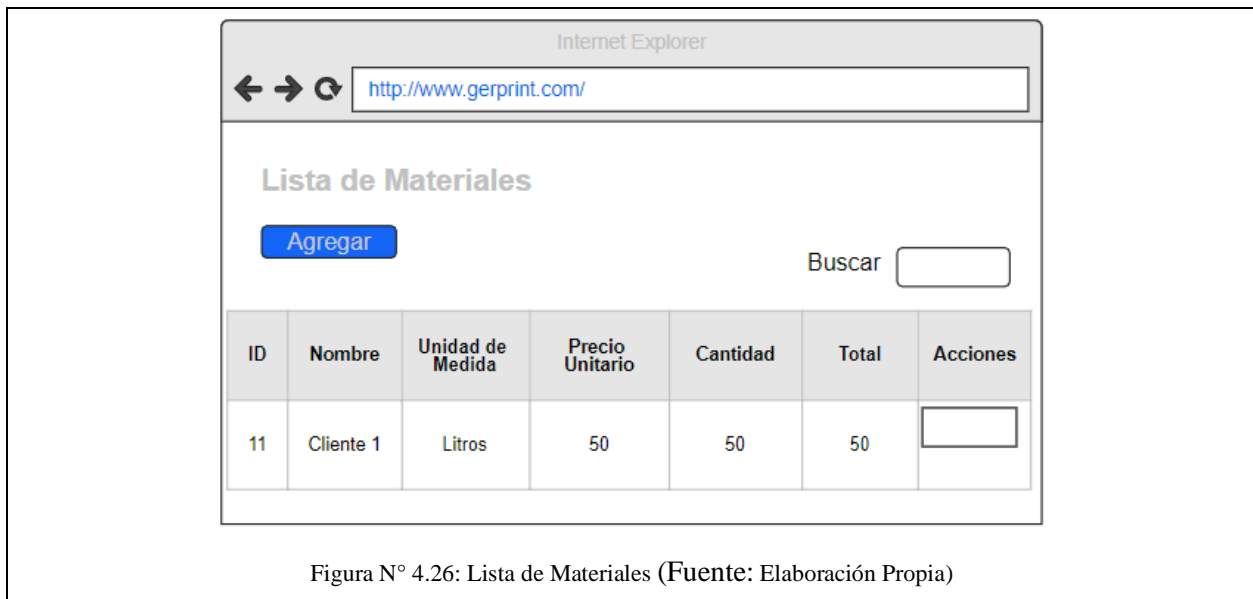 Internet Explorer
http://www.gerprint.com/
Lista de Materiales
Agregar
Buscar
ID Nombre Unidad de Medida Precio Unitario Cantidad Total Acciones
11 Cliente 1 Litros 50 50 50
Figura N° 4.26: Lista de Materiales (Fuente: Elaboración Propia)